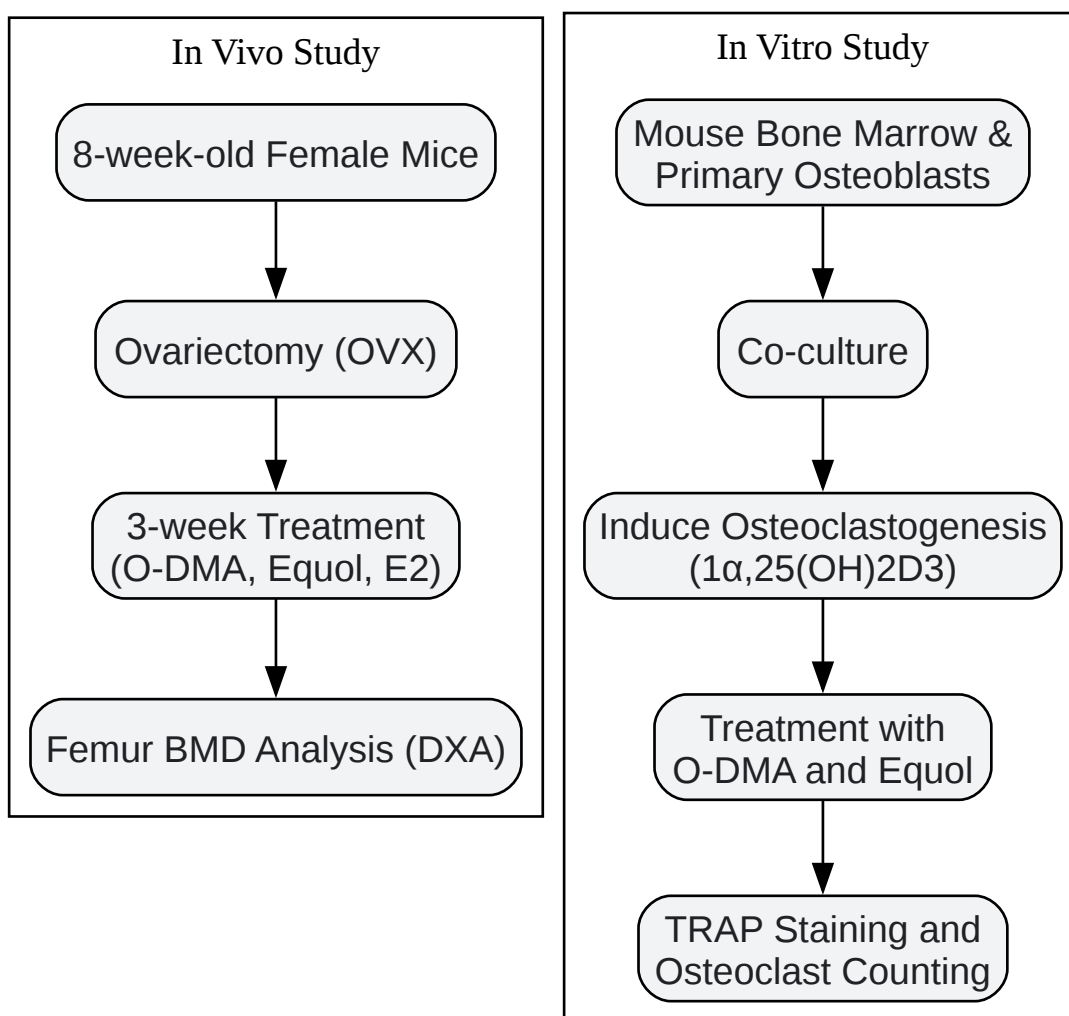 In Vivo Study
8-week-old Female Mice
Ovariectomy (OVX)
3-week Treatment
(O-DMA, Equol, E2)
Femur BMD Analysis (DXA)
In Vitro Study
Mouse Bone Marrow &
Primary Osteoblasts
Co-culture
Induce Osteoclastogenesis
(1α,25(OH)2D3)
Treatment with
O-DMA and Equol
TRAP Staining and
Osteoclast Counting